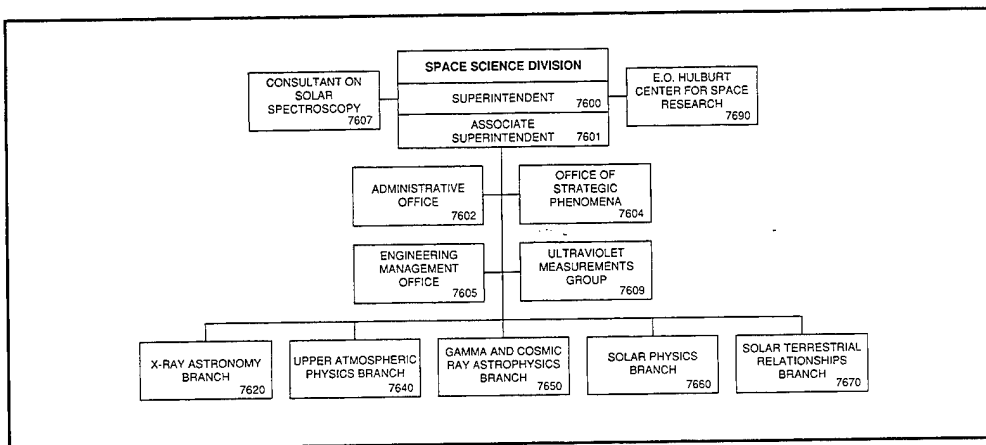 SPACE SCIENCE DIVISION
CONSULTANT ON
SOLAR
SPECTROSCOPY
7607
SUPERINTENDENT
7600
E.O. HULBURT
CENTER FOR SPACE
RESEARCH
7690
ASSOCIATE
SUPERINTENDENT
7601
ADMINISTRATIVE
OFFICE
7602
OFFICE OF
STRATEGIC
PHENOMENA
7604
ENGINEERING
MANAGEMENT
OFFICE
7605
ULTRAVIOLET
MEASUREMENTS
GROUP
7609
X-RAY ASTRONOMY
BRANCH
7620
UPPER ATMOSPHERIC
PHYSICS BRANCH
7640
GAMMA AND COSMIC
RAY ASTROPHYSICS
BRANCH
7650
SOLAR PHYSICS
BRANCH
7660
SOLAR TERRESTRIAL
RELATIONSHIPS
BRANCH
7670